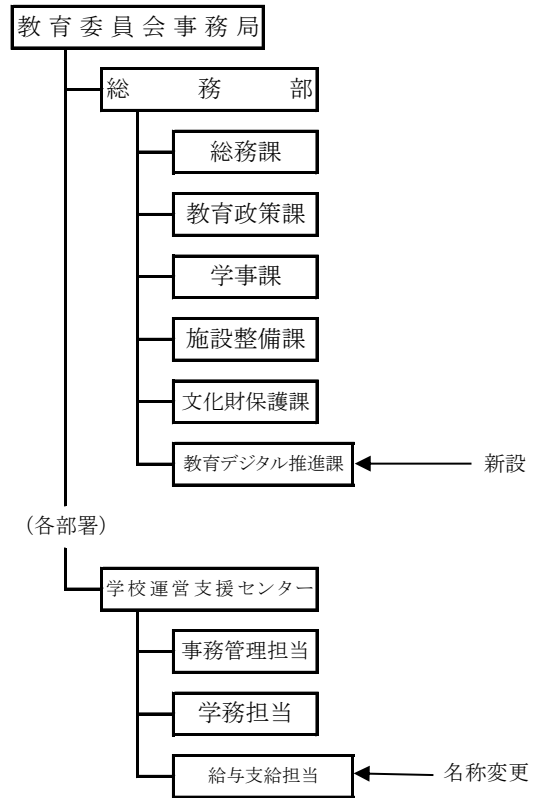 教育委員会事務局
総務部
総務課
教育政策課
学事課
施設整備課
文化財保護課
教育デジタル推進課
新設
（各部署）
学校運営支援センター
事務管理担当
学務担当
給与支給担当
名称変更